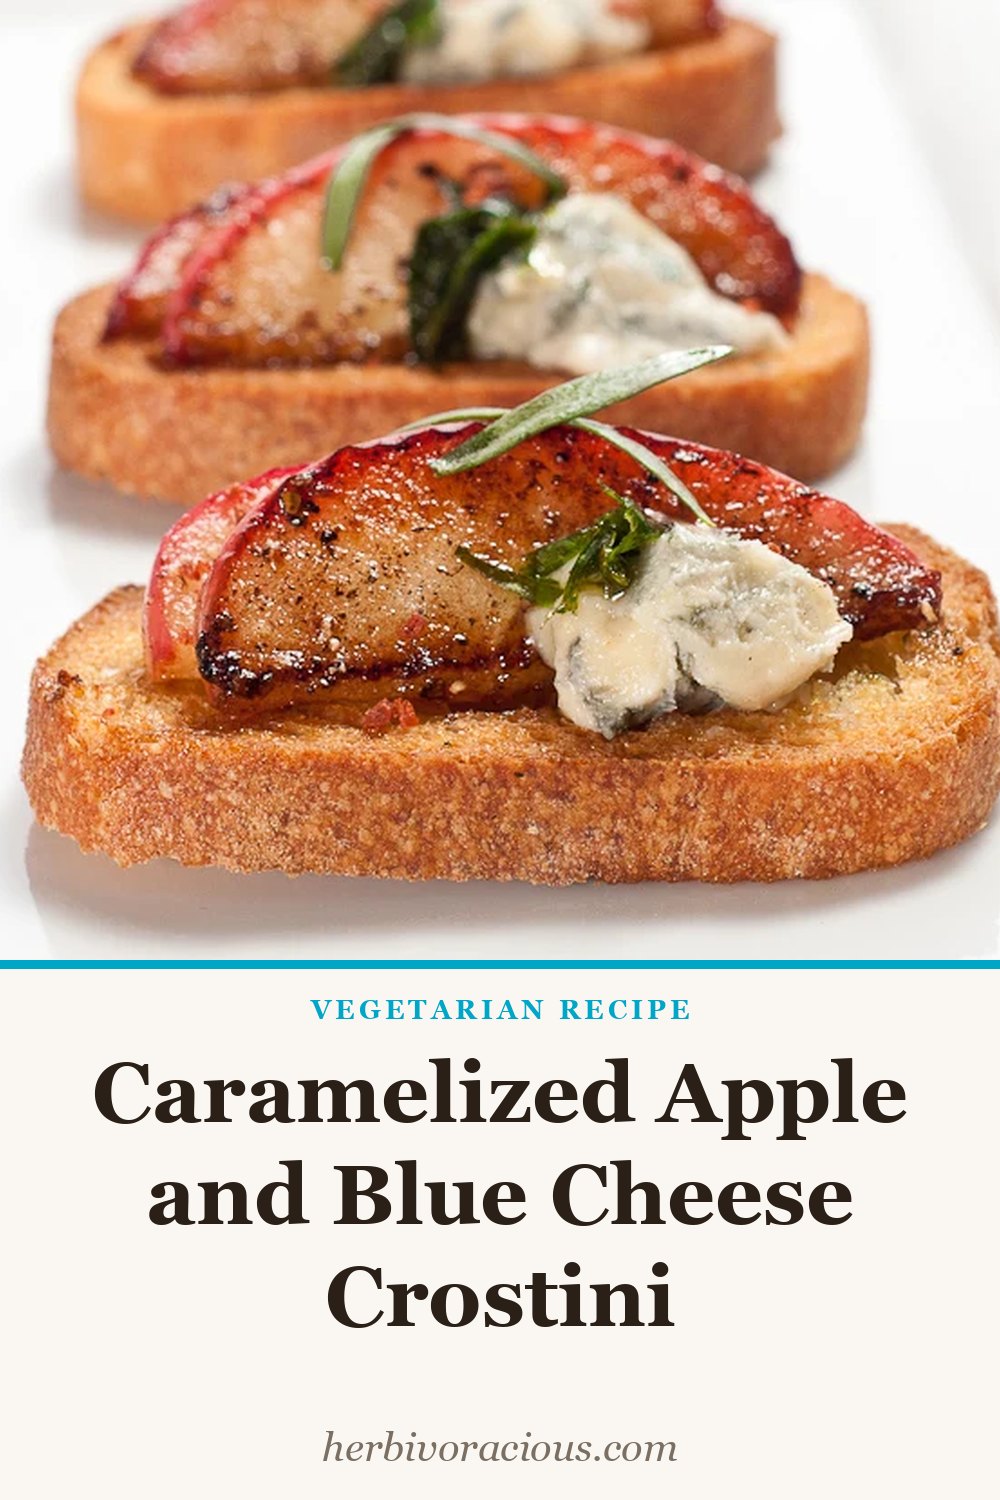 VEGETARIAN RECIPE
Caramelized Apple
and Blue Cheese
Crostini
herbivoracious.com